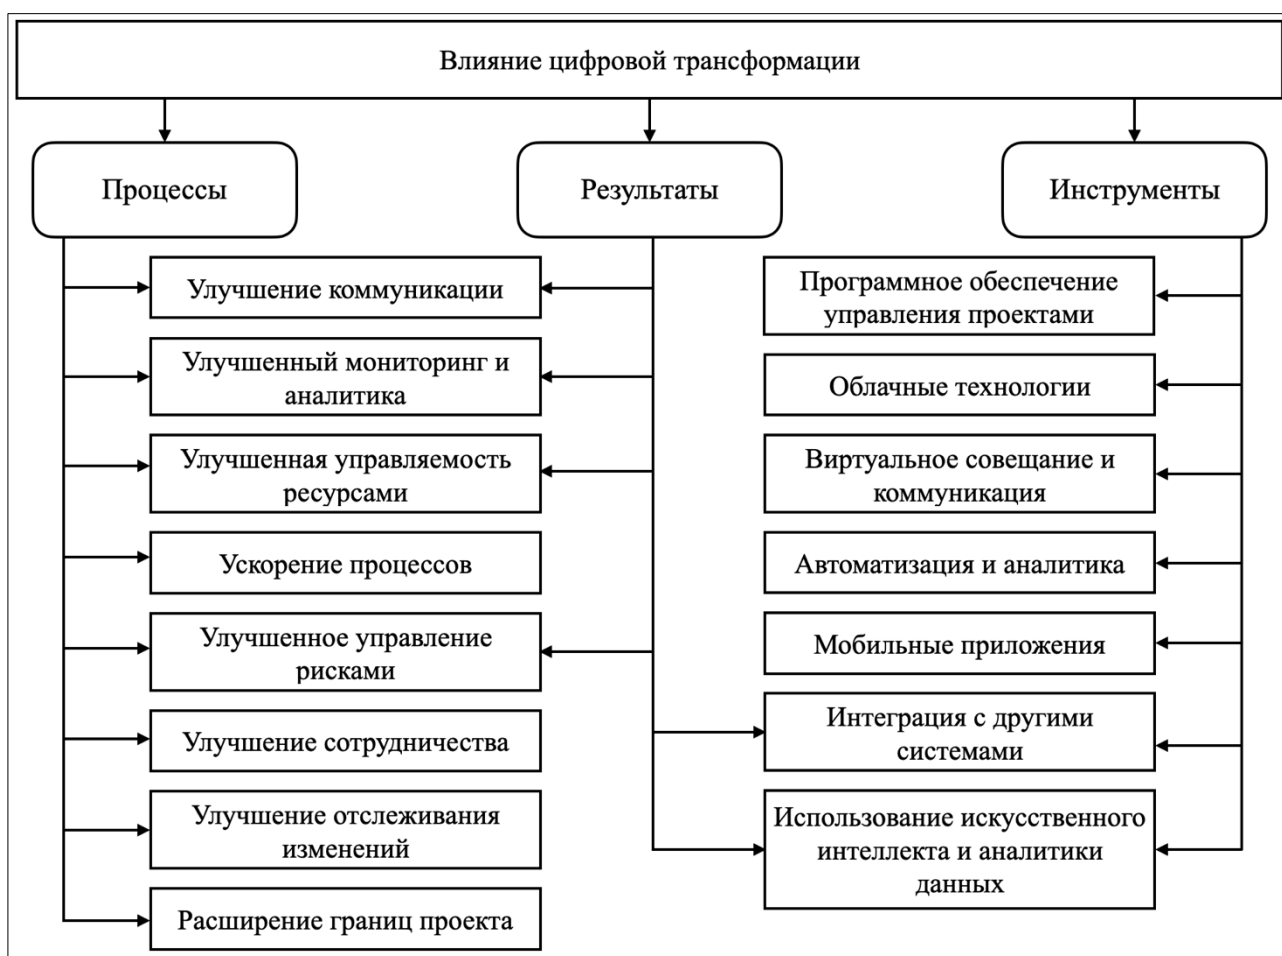 Влияние цифровой трансформации
Процессы
Результаты
Инструменты
Улучшение коммуникации
Улучшенный мониторинг и
аналитика
Улучшенная управляемость
ресурсами
Ускорение процессов
Улучшенное управление
рисками
Улучшение сотрудничества
Улучшение отслеживания
изменений
Расширение границ проекта
Программное обеспечение
управления проектами
Облачные технологии
Виртуальное совещание и
коммуникация
Автоматизация и аналитика
Мобильные приложения
Интеграция с другими
системами
Использование искусственного
интеллекта и аналитики
данных